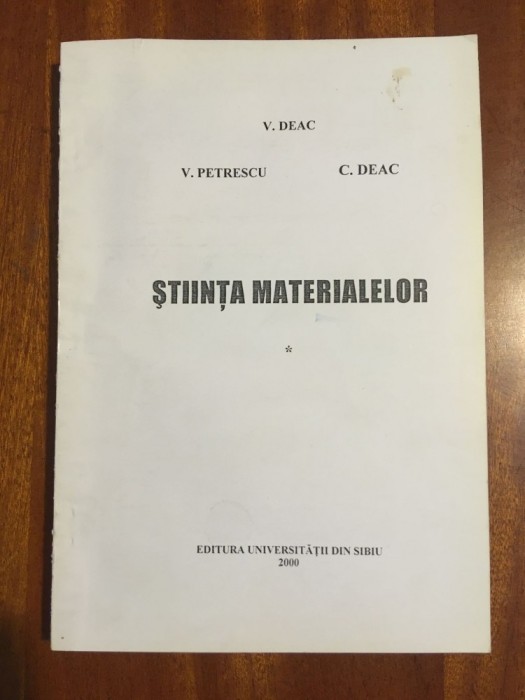 V. DEAC
V. PETRESCU C. DEAC
ŞTIINŢA MATERIALELOR
*
EDITURA UNIVERSITĂŢII DIN SIBIU
2000